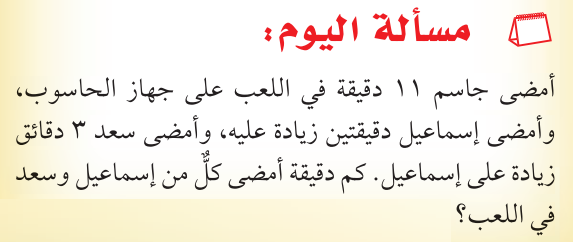 مسألة اليوم:
أمضى جاسم ١١ دقيقة في اللعب على جهاز الحاسوب،
وأمضى إسماعيل دقيقتين زيادة عليه، وأمضى سعد ٣ دقائق
زيادة على إسماعيل. كم دقيقة أمضى كلٌّ من إسماعيل وسعد
في اللعب؟